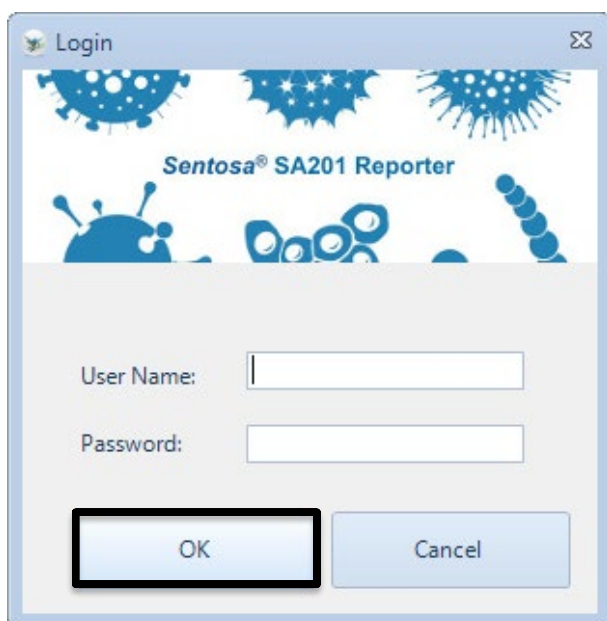 Login
Sentosa® SA201 Reporter
User Name:
Password:
OK
Cancel